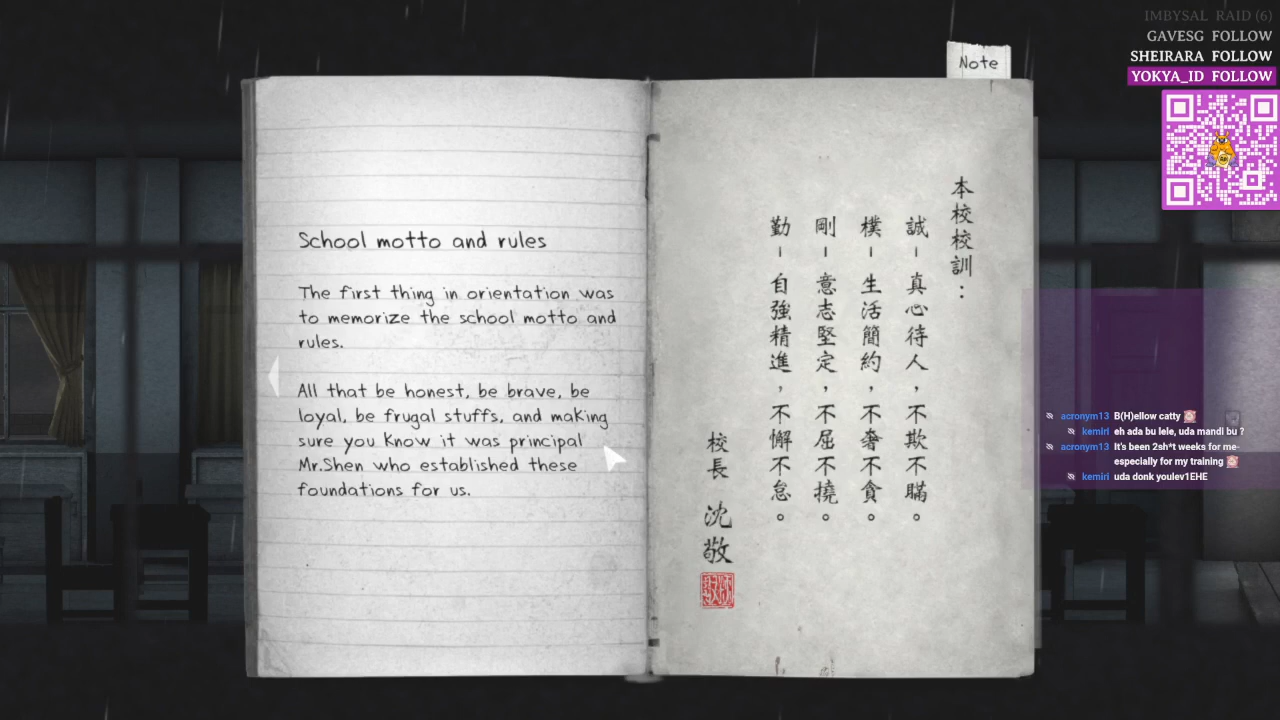 IMBYSAL RAID (6)
GAVESG FOLLOW
SHEIRARA FOLLOW
YOKYA_ID FOLLOW
Note
School motto and rules
The first thing in orientation was
to memorize the school motto and
rules.
All that be honest, be brave, be
loyal, be frugal stuffs, and making
sure you know it was principal
Mr.Shen who established these
foundations for us.
本校校訓：
誠－真心待人，不欺不瞞。
樸－生活簡約，不奢不貪。
剛－意志堅定，不屈不撓。
勤－自強精進，不懈不怠。
校長 沈敬
acronym13 B(H)ellow catty
kemiri eh ada bu lele, uda mandi bu ?
acronym13 It's been 2sh*t weeks for me-
especially for my training
kemiri uda donk youlev1EHE